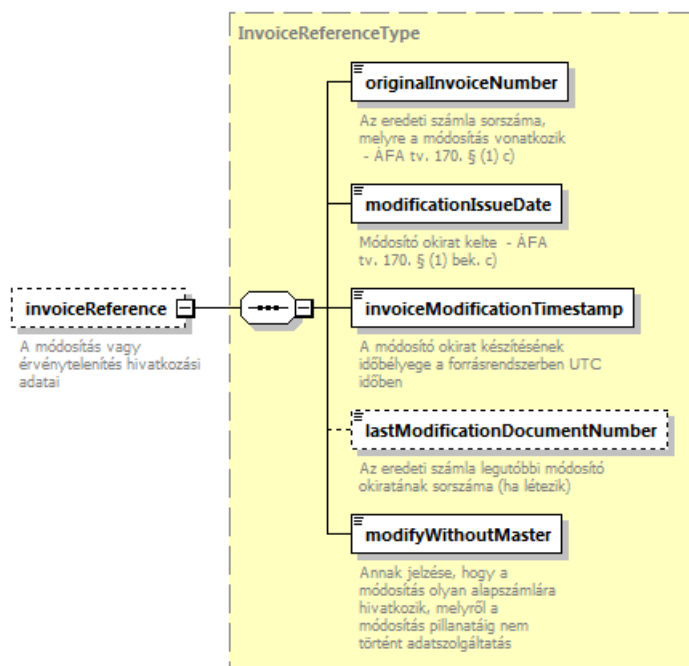 InvoiceReferenceType
originalInvoiceNumber
Az eredeti számla sorszáma,
melyre a módosítás vonatkozik
- ÁFA tv. 170. § (1) c)
modificationIssueDate
Módosító okirat kelte - ÁFA
tv. 170. § (1) bek. c)
invoiceReference
A módosítás vagy
érvénytelenítés hivatkozási
adatai
invoiceModificationTimestamp
A módosító okirat készítésének
időbélyege a forrásrendszerben UTC
időben
lastModificationDocumentNumber
Az eredeti számla legutóbbi módosító
okiratának sorszáma (ha létezik)
modifyWithoutMaster
Annak jelzése, hogy a
módosítás olyan alapszámlára
hivatkozik, melyről a
módosítás pillanatáig nem
történt adatszolgáltatás